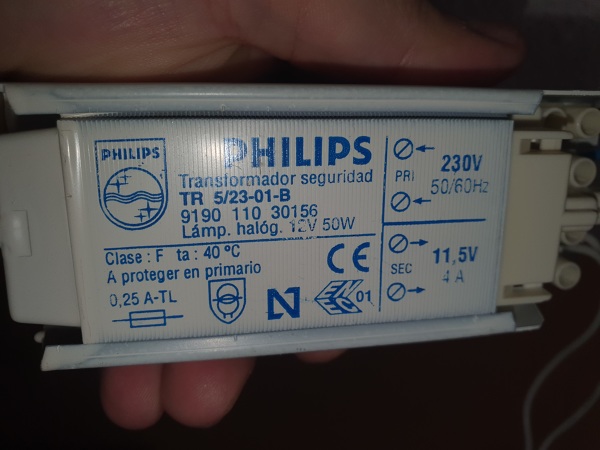 PHILIPS
PHILIPS
Transformador seguridad
TR 5/23-01-B
9190 110 30156
Lámp. halóg. 12V 50W
Clase : F ta : 40 °C
A proteger en primario
0,25 A-TL
CE
N
01
PRI
230V
50/60Hz
SEC
11,5V
4 A